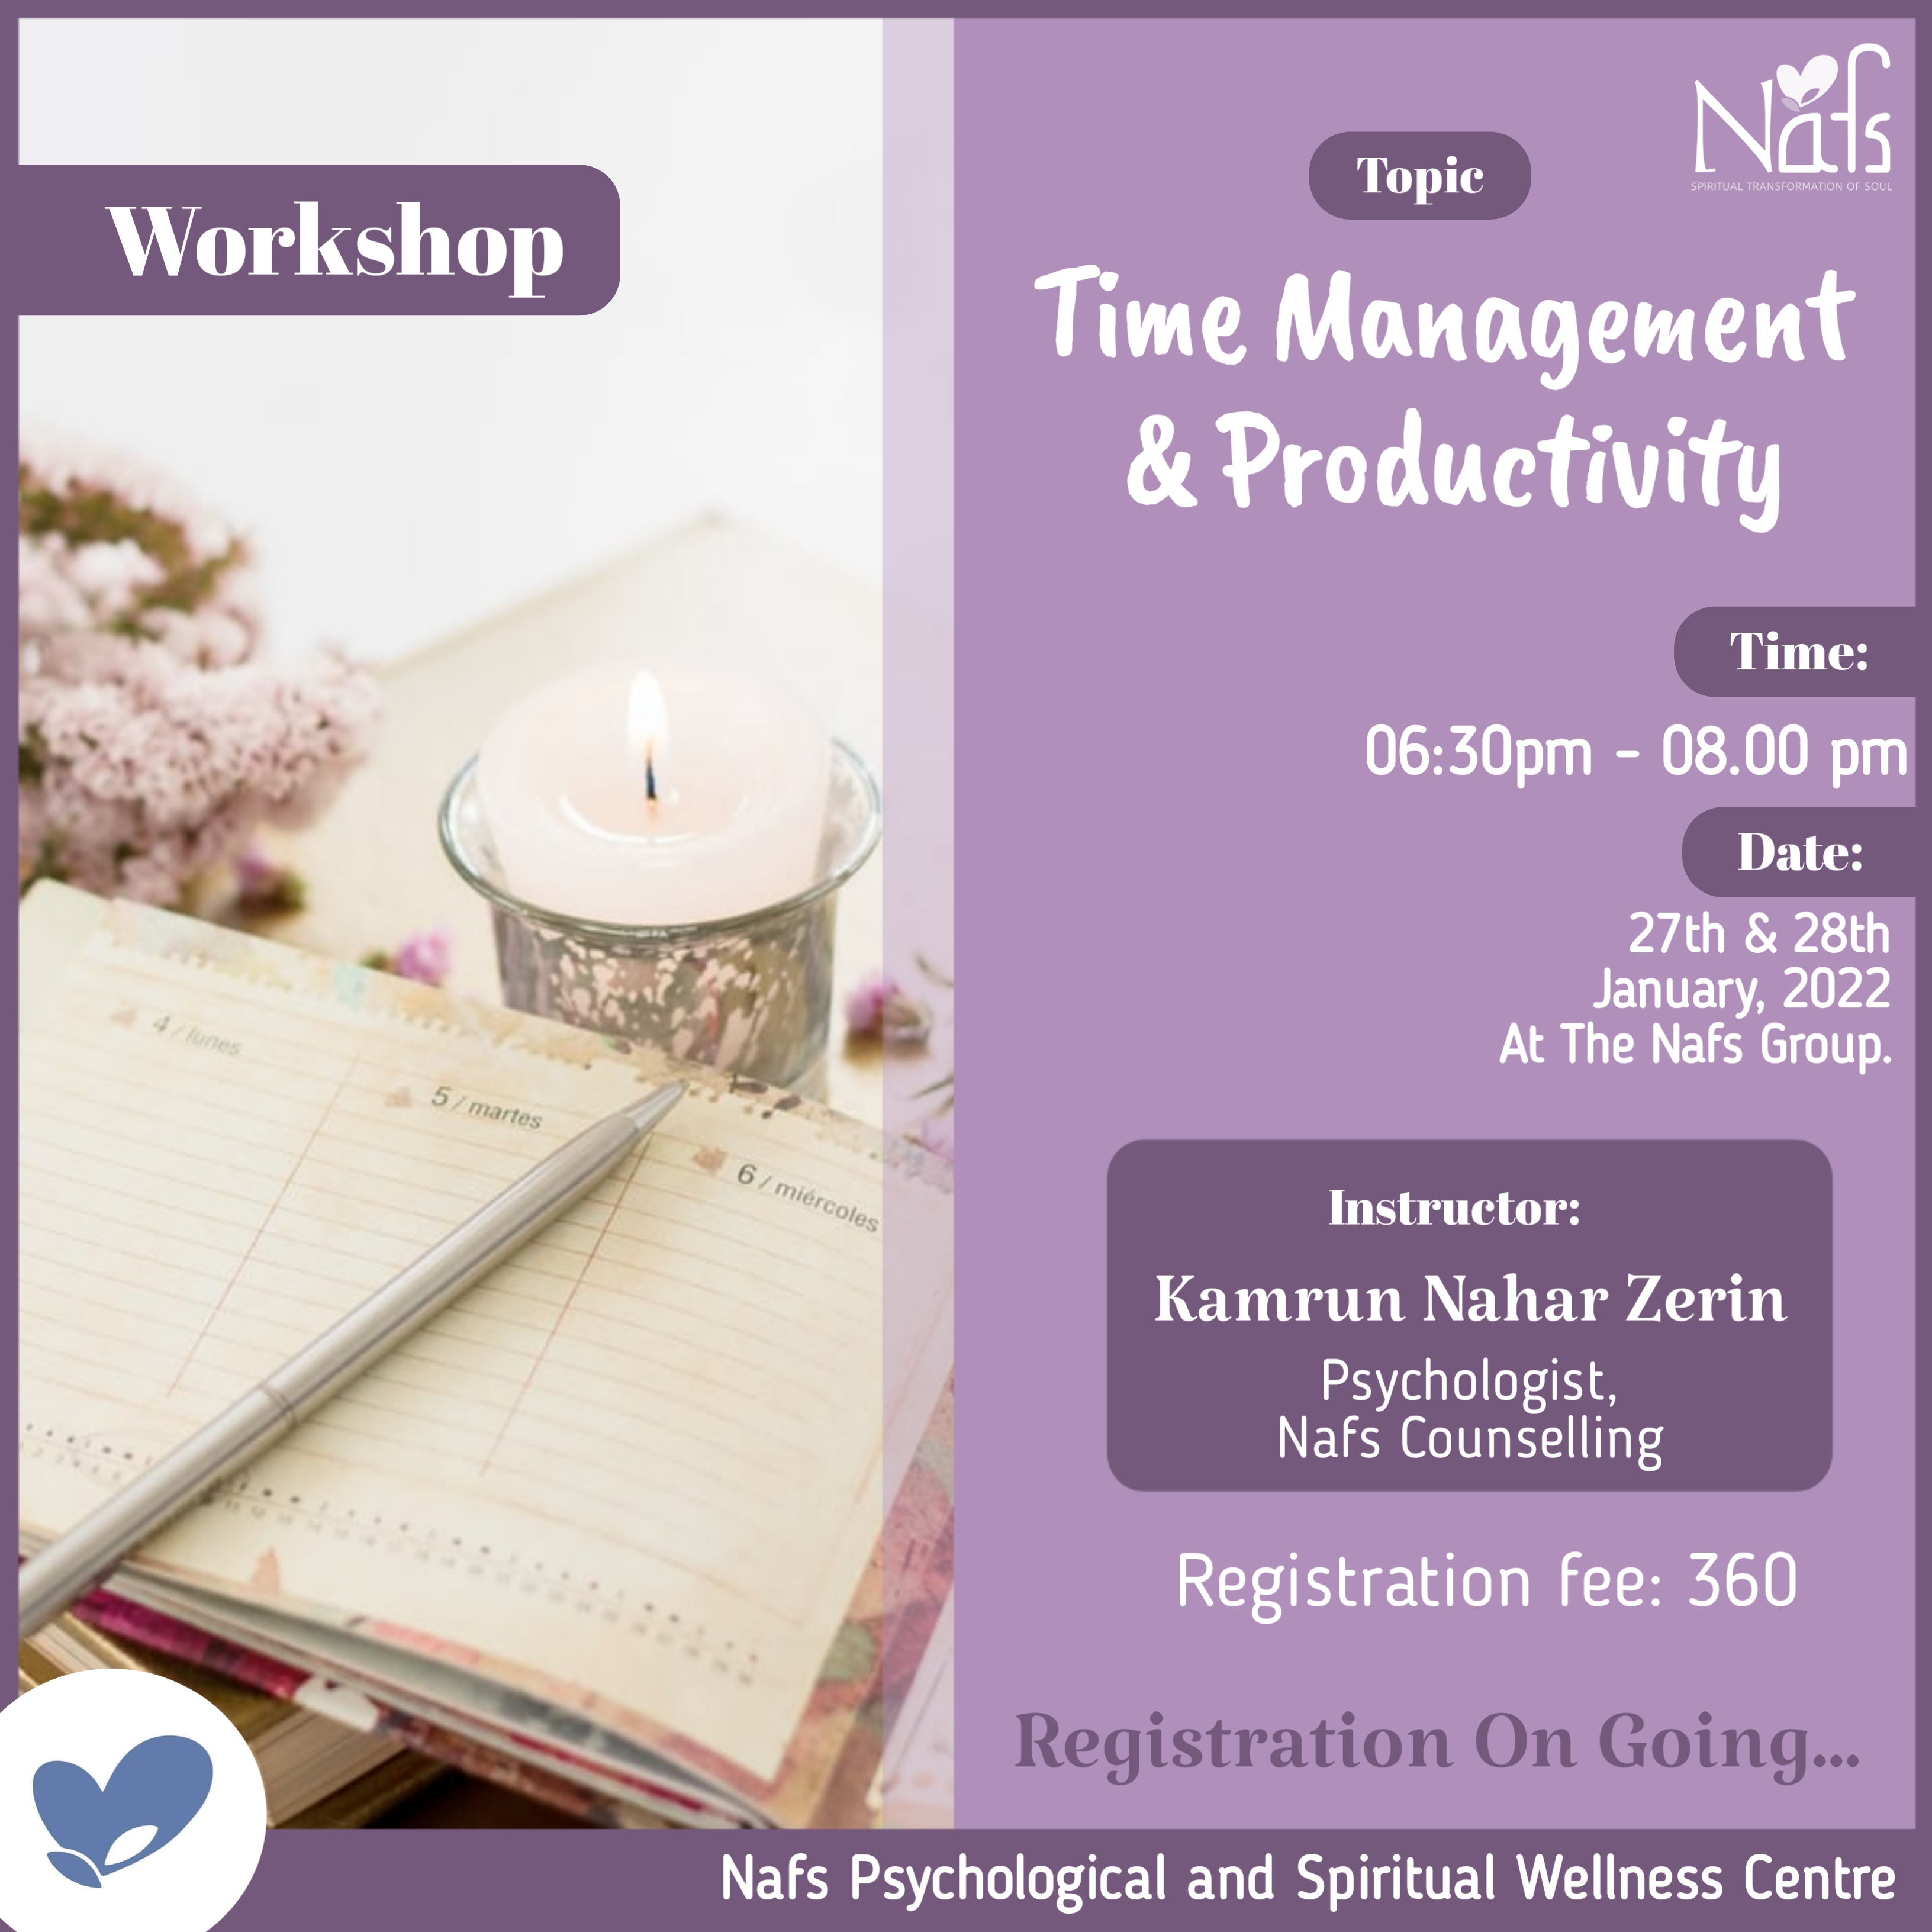 Workshop
Nafs
SPIRITUAL TRANSFORMATION OF SOUL
Topic
Time Management
& Productivity
Time:
06:30pm - 08.00 pm
Date:
27th & 28th
January, 2022
At The Nafs Group.
4 / lunes
5 / martes
6 / miércoles
Instructor:
Kamrun Nahar Zerin
Psychologist,
Nafs Counselling
Registration fee: 360
Registration On Going...
Nafs Psychological and Spiritual Wellness Centre